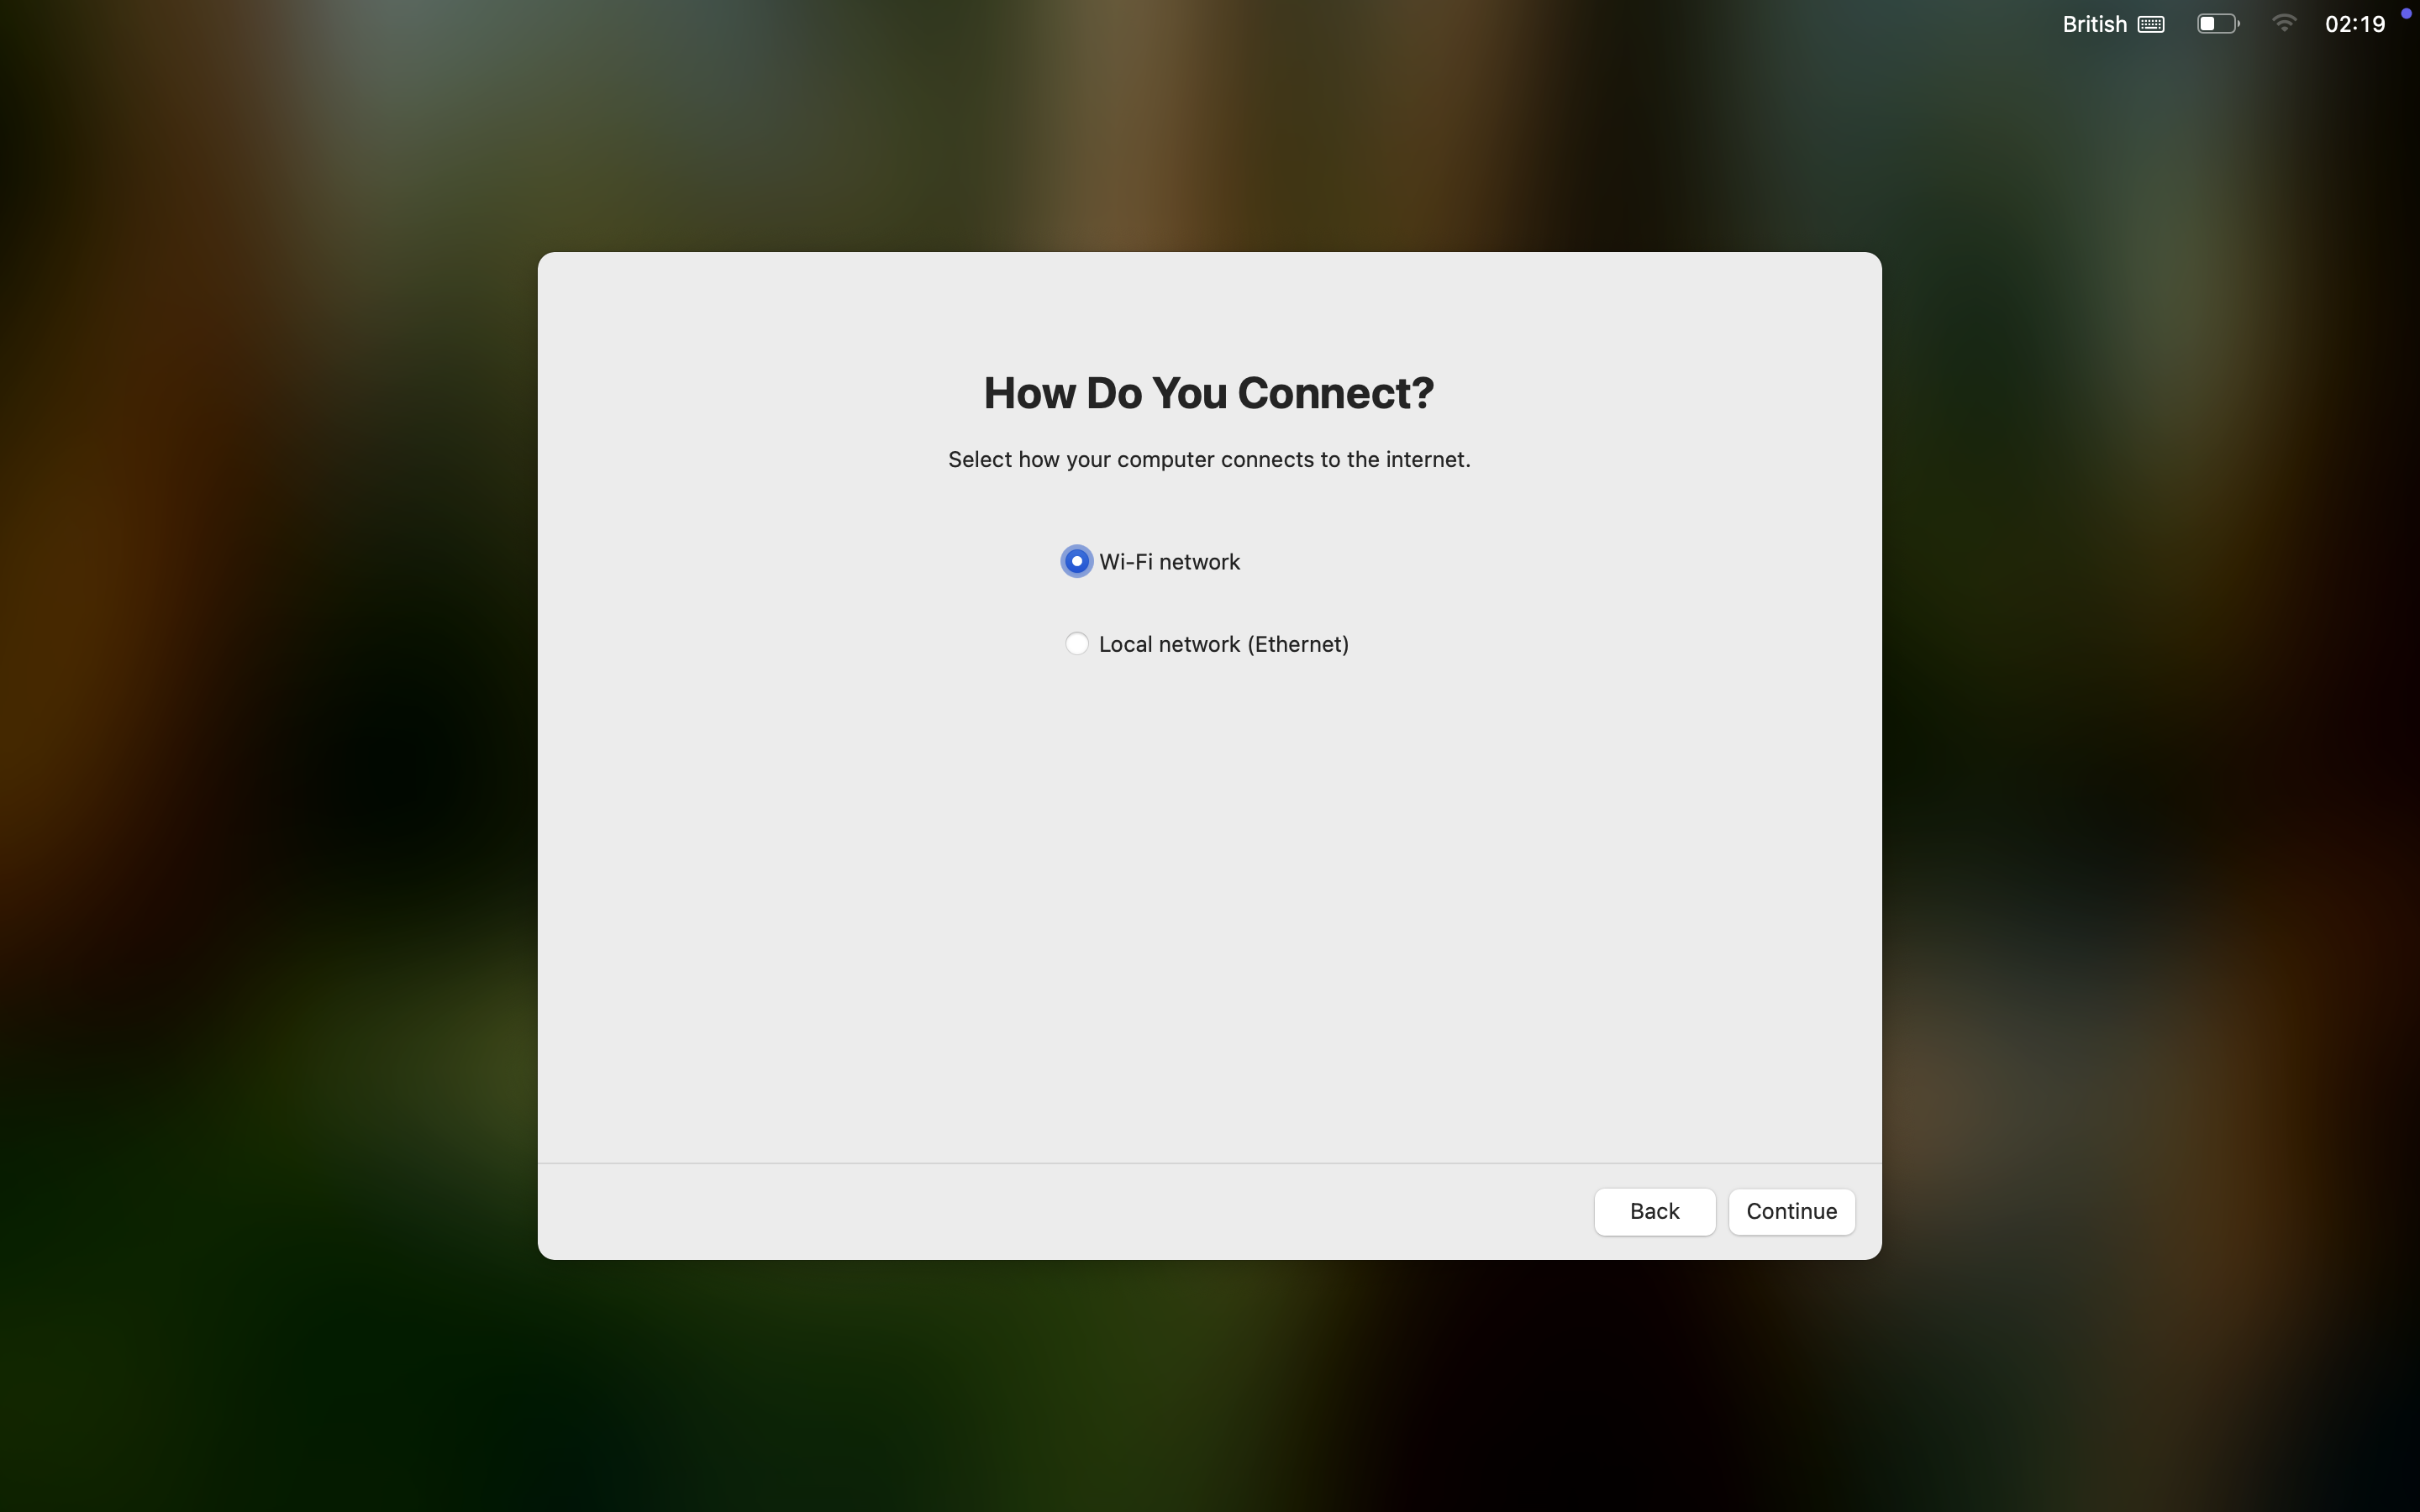 British
02:19
How Do You Connect?
Select how your computer connects to the internet.
Wi-Fi network
Local network (Ethernet)
Back
Continue